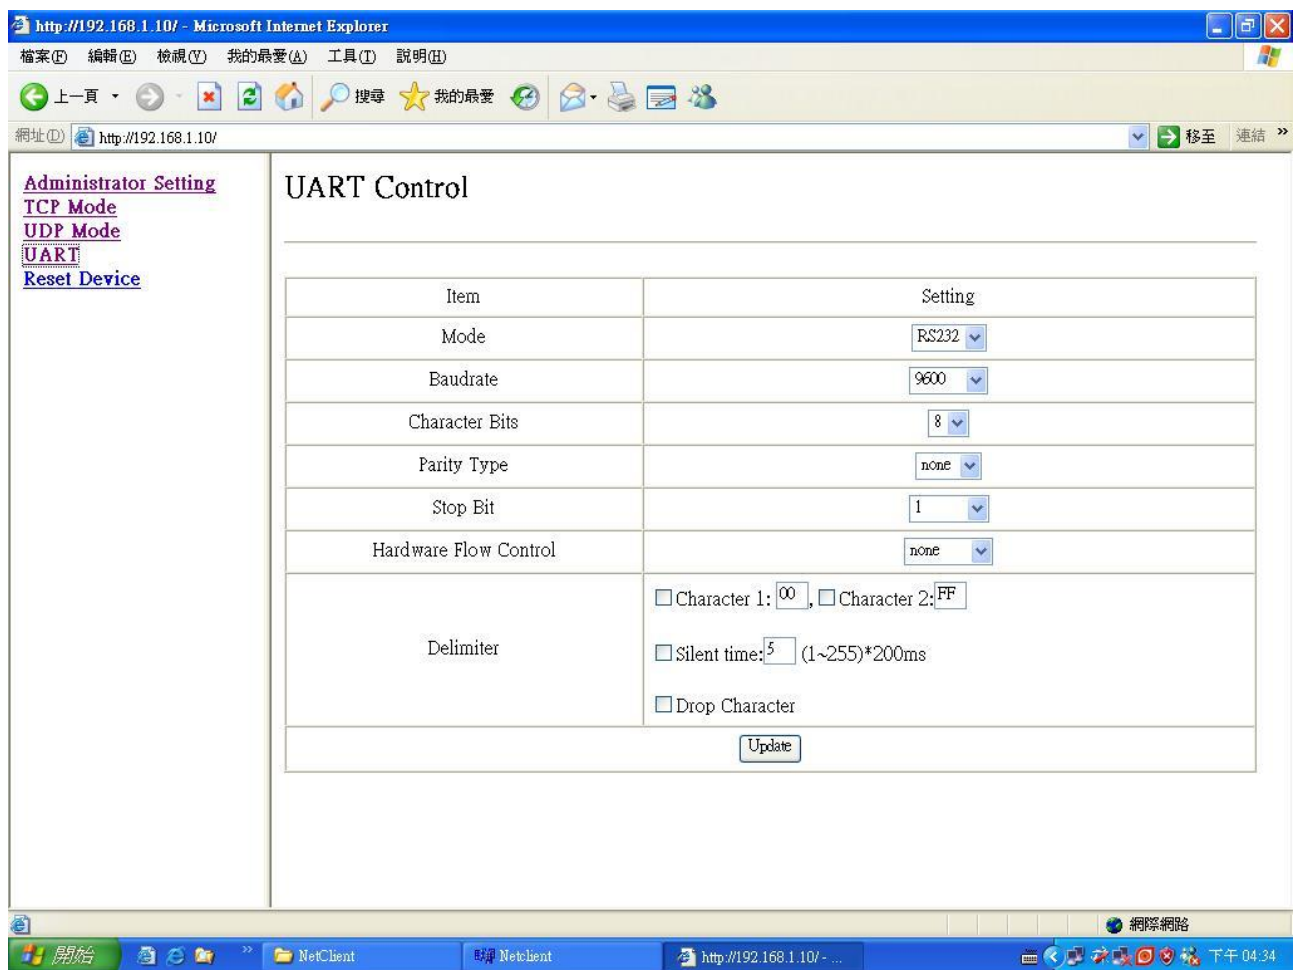 http://192.168.1.10/ - Microsoft Internet Explorer
檔案(F) 編輯(E) 檢視(V) 我的最愛(A) 工具(T) 說明(H)
上一頁 搜尋 我的最愛
網址(D) http://192.168.1.10/ 移至 連結 »
Administrator Setting
TCP Mode
UDP Mode
UART
Reset Device
UART Control
Item Setting
Mode RS232
Baudrate 9600
Character Bits 8
Parity Type none
Stop Bit 1
Hardware Flow Control none
Delimiter
Character 1: 00 , Character 2: FF
Silent time: 5 (1~255)*200ms
Drop Character
Update
網際網路
開始 » NetClient Netclient http://192.168.1.10/ - ... 下午 04:34